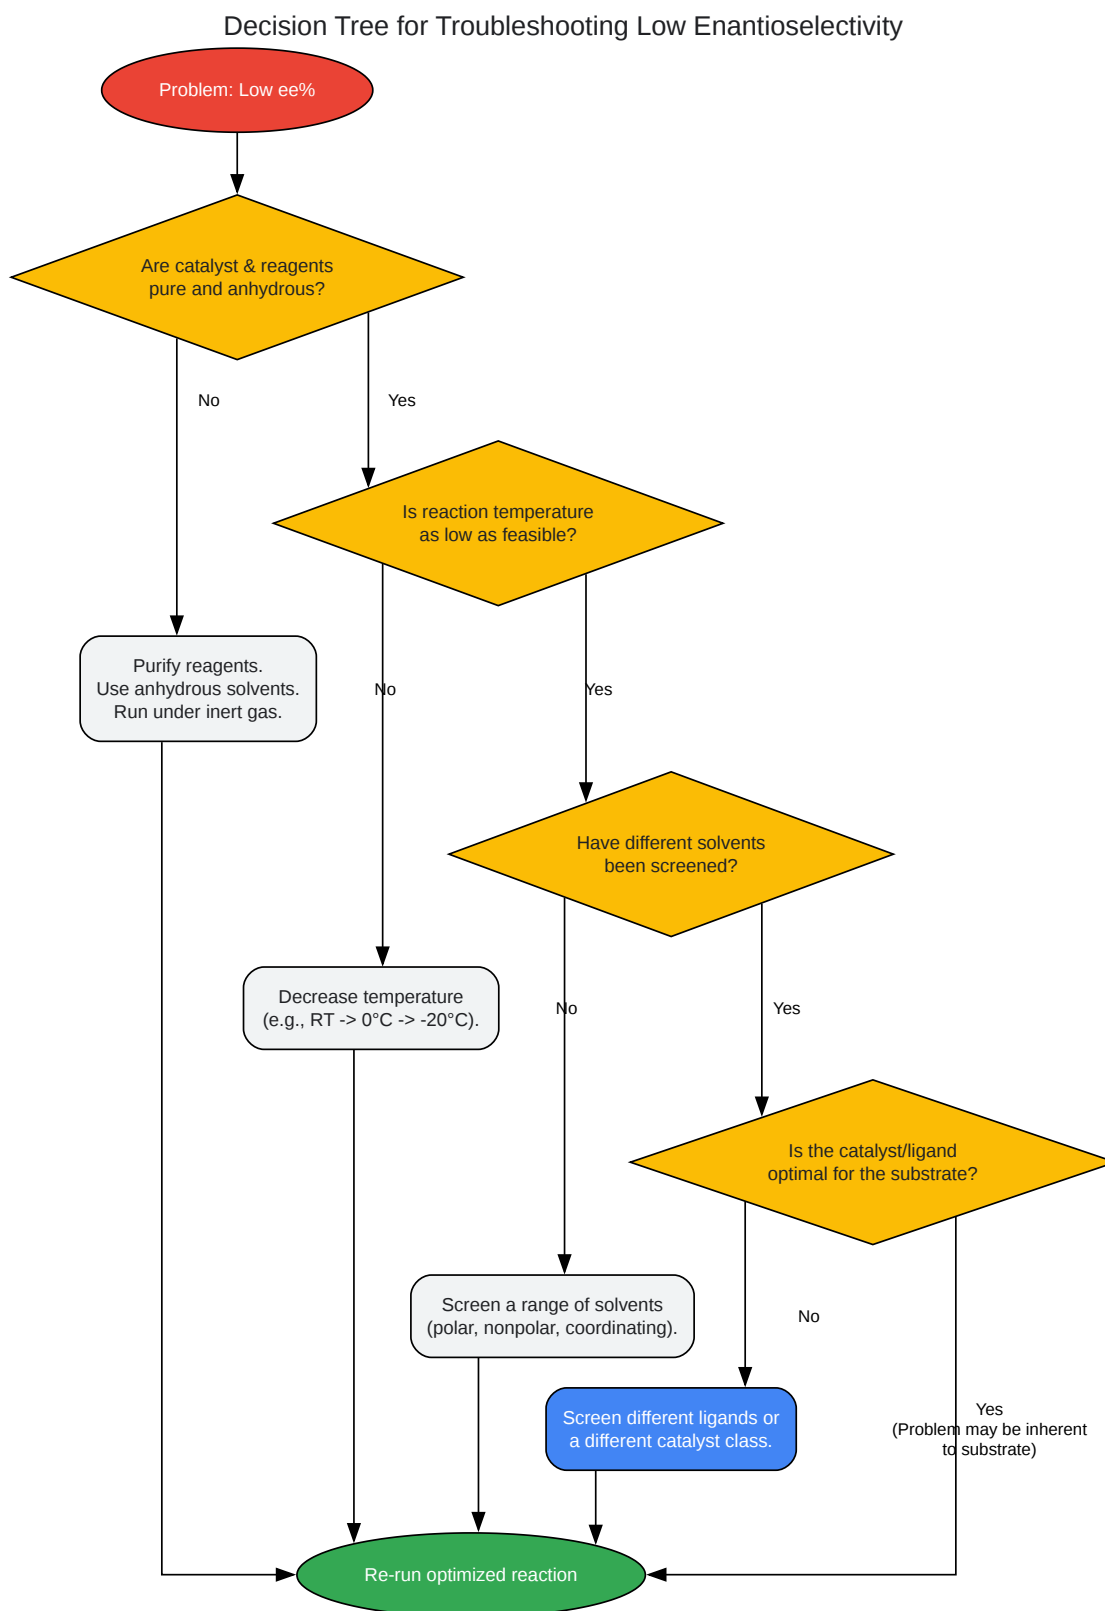 Decision Tree for Troubleshooting Low Enantioselectivity
Problem: Low ee%
Are catalyst & reagents
pure and anhydrous?
No
Yes
Is reaction temperature
as low as feasible?
Purify reagents.
Use anhydrous solvents.
Run under inert gas.
No
Yes
Have different solvents
been screened?
Decrease temperature
(e.g., RT -> 0°C -> -20°C).
No
Yes
Is the catalyst/ligand
optimal for the substrate?
Screen a range of solvents
(polar, nonpolar, coordinating).
No
Screen different ligands or
a different catalyst class.
Yes
(Problem may be inherent
to substrate)
Re-run optimized reaction